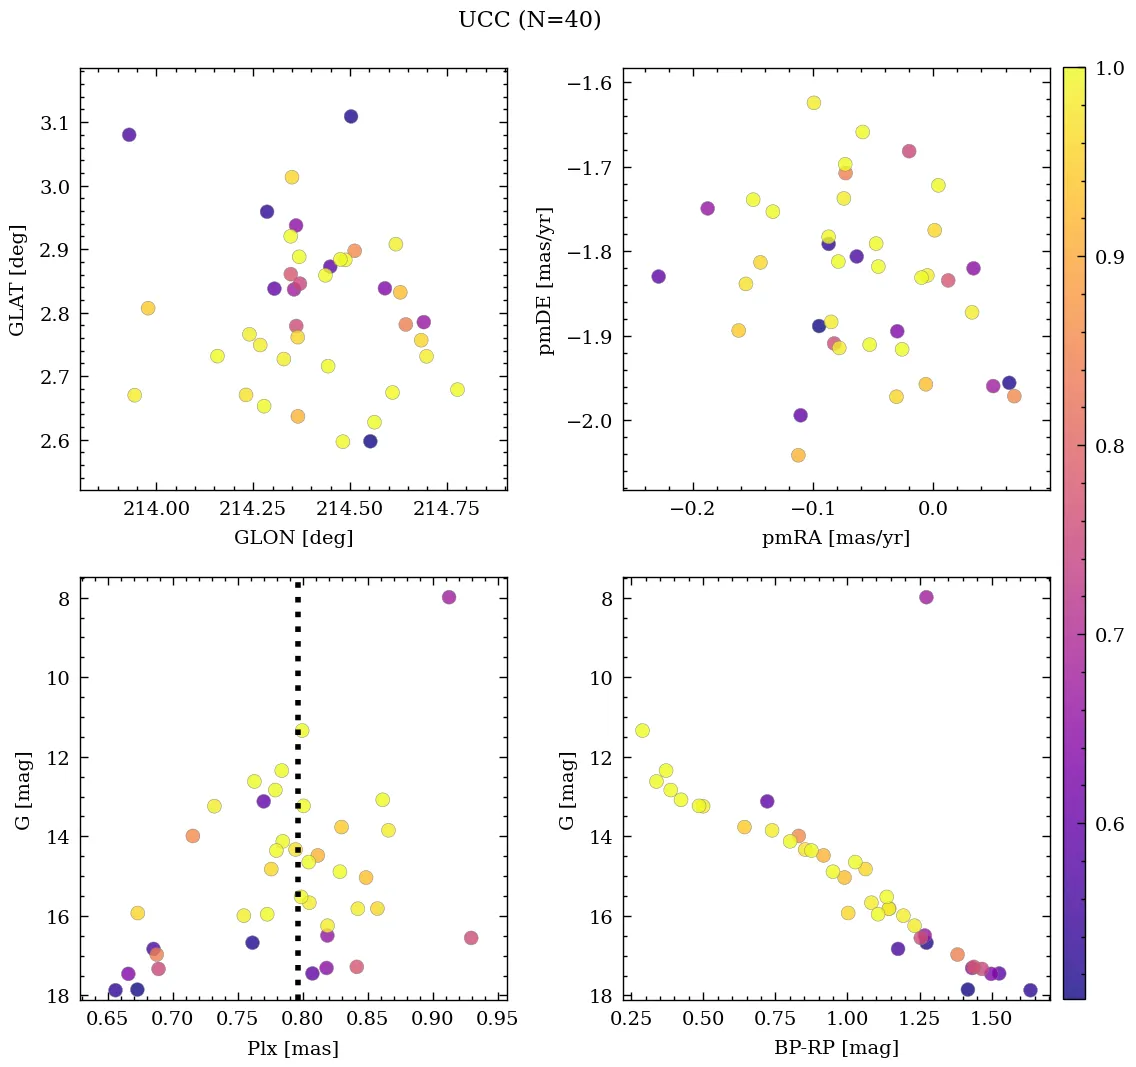 UCC (N=40)
3.1
3.0
2.9
2.8
2.7
2.6
GLAT [deg]
214.00 214.25 214.50 214.75
GLON [deg]
−1.6
−1.7
−1.8
−1.9
−2.0
pmDE [mas/yr]
−0.2 −0.1 0.0
pmRA [mas/yr]
8
10
12
14
16
18
G [mag]
0.65 0.70 0.75 0.80 0.85 0.90 0.95
Plx [mas]
8
10
12
14
16
18
G [mag]
0.25 0.50 0.75 1.00 1.25 1.50
BP-RP [mag]
1.0
0.9
0.8
0.7
0.6